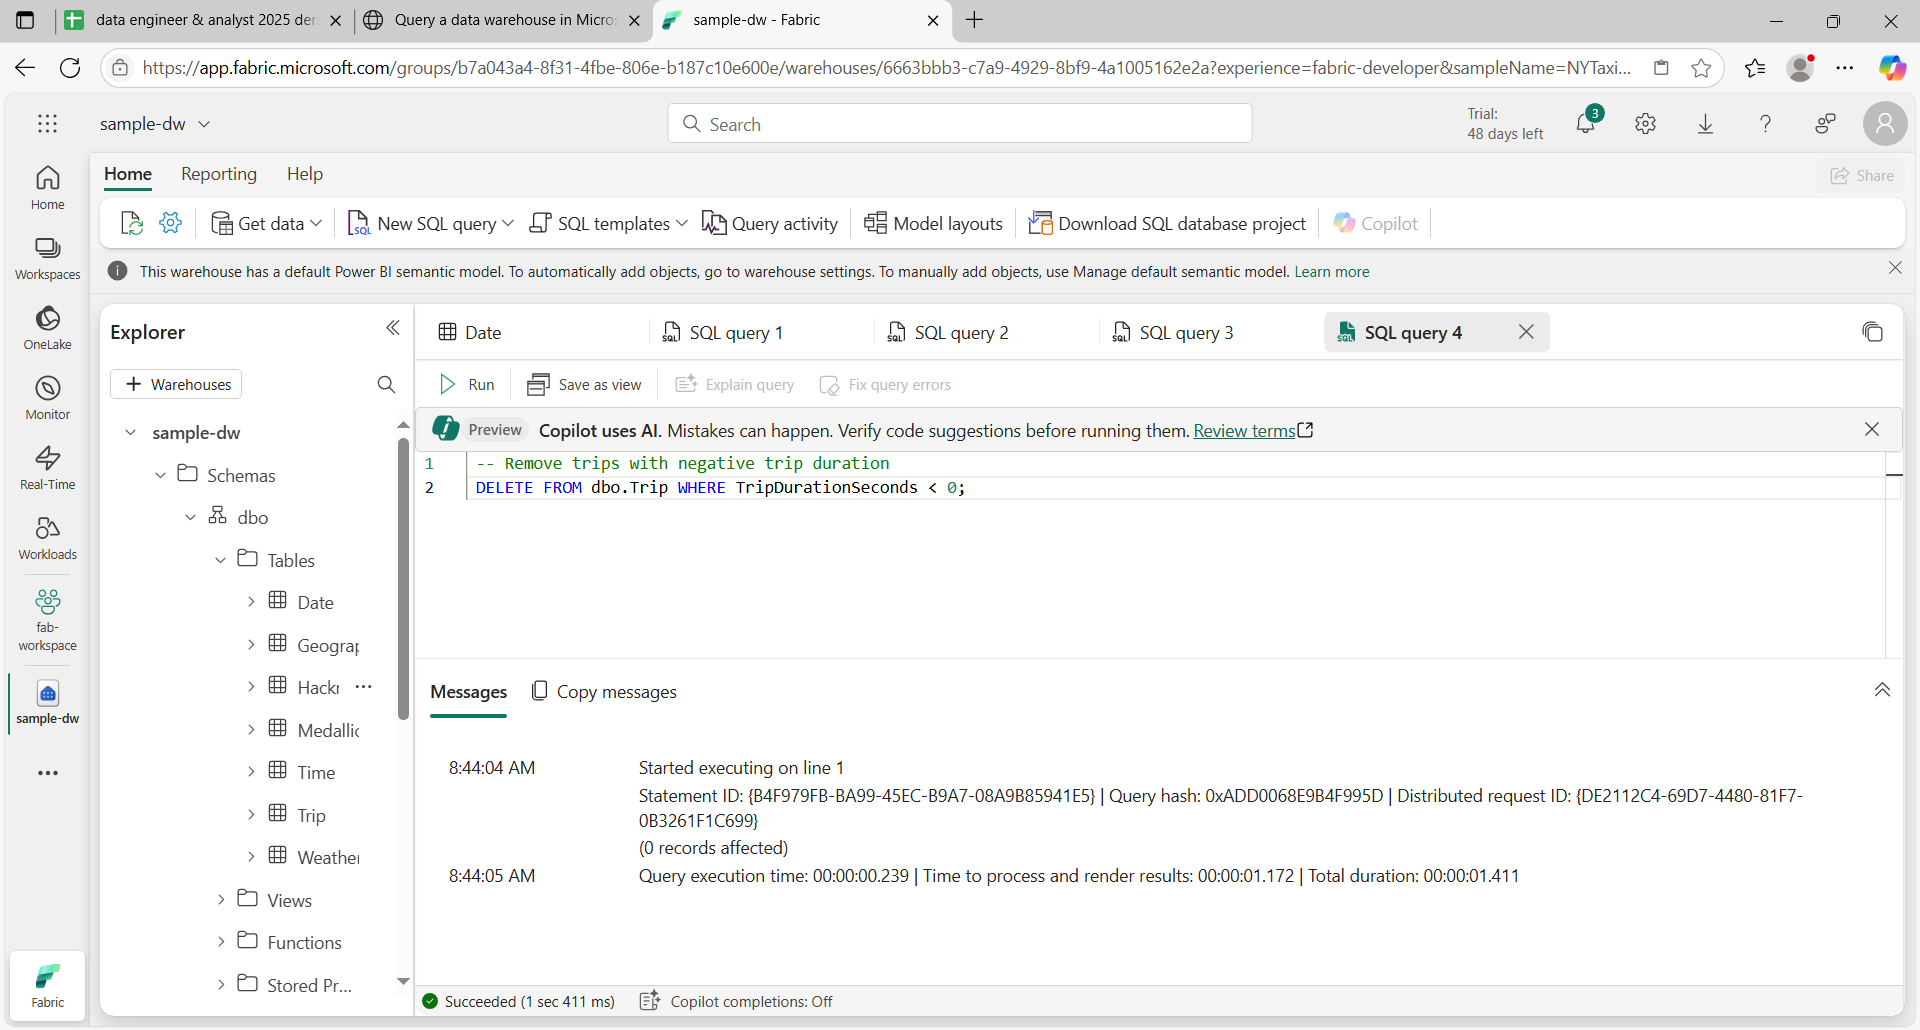 data engineer & analyst 2025 der
Query a data warehouse in Micros
sample-dw - Fabric
https://app.fabric.microsoft.com/groups/b7a043a4-8f31-4fbe-806e-b187c10e600e/warehouses/6663bbb3-c7a9-4929-8bf9-4a1005162e2a?experience=fabric-developer&sampleName=NYTaxi...
sample-dw
Search
Trial:
48 days left
3
Home
Workspaces
OneLake
Monitor
Real-Time
Workloads
fab-
workspace
sample-dw
Fabric
Home
Reporting
Help
Share
Get data
New SQL query
SQL templates
Query activity
Model layouts
Download SQL database project
Copilot
This warehouse has a default Power BI semantic model. To automatically add objects, go to warehouse settings. To manually add objects, use Manage default semantic model. Learn more
Explorer
+ Warehouses
sample-dw
Schemas
dbo
Tables
Date
Geograp
Hackr ...
Medallic
Time
Trip
Weather
Views
Functions
Stored Pr...
Date
SQL query 1
SQL query 2
SQL query 3
SQL query 4
Run
Save as view
Explain query
Fix query errors
Preview
Copilot uses AI. Mistakes can happen. Verify code suggestions before running them. Review terms
1 -- Remove trips with negative trip duration
2 DELETE FROM dbo.Trip WHERE TripDurationSeconds < 0;
Messages
Copy messages
8:44:04 AM Started executing on line 1
Statement ID: {B4F979FB-BA99-45EC-B9A7-08A9B85941E5} | Query hash: 0xADD0068E9B4F995D | Distributed request ID: {DE2112C4-69D7-4480-81F7-
0B3261F1C699}
(0 records affected)
8:44:05 AM Query execution time: 00:00:00.239 | Time to process and render results: 00:00:01.172 | Total duration: 00:00:01.411
Succeeded (1 sec 411 ms)
Copilot completions: Off